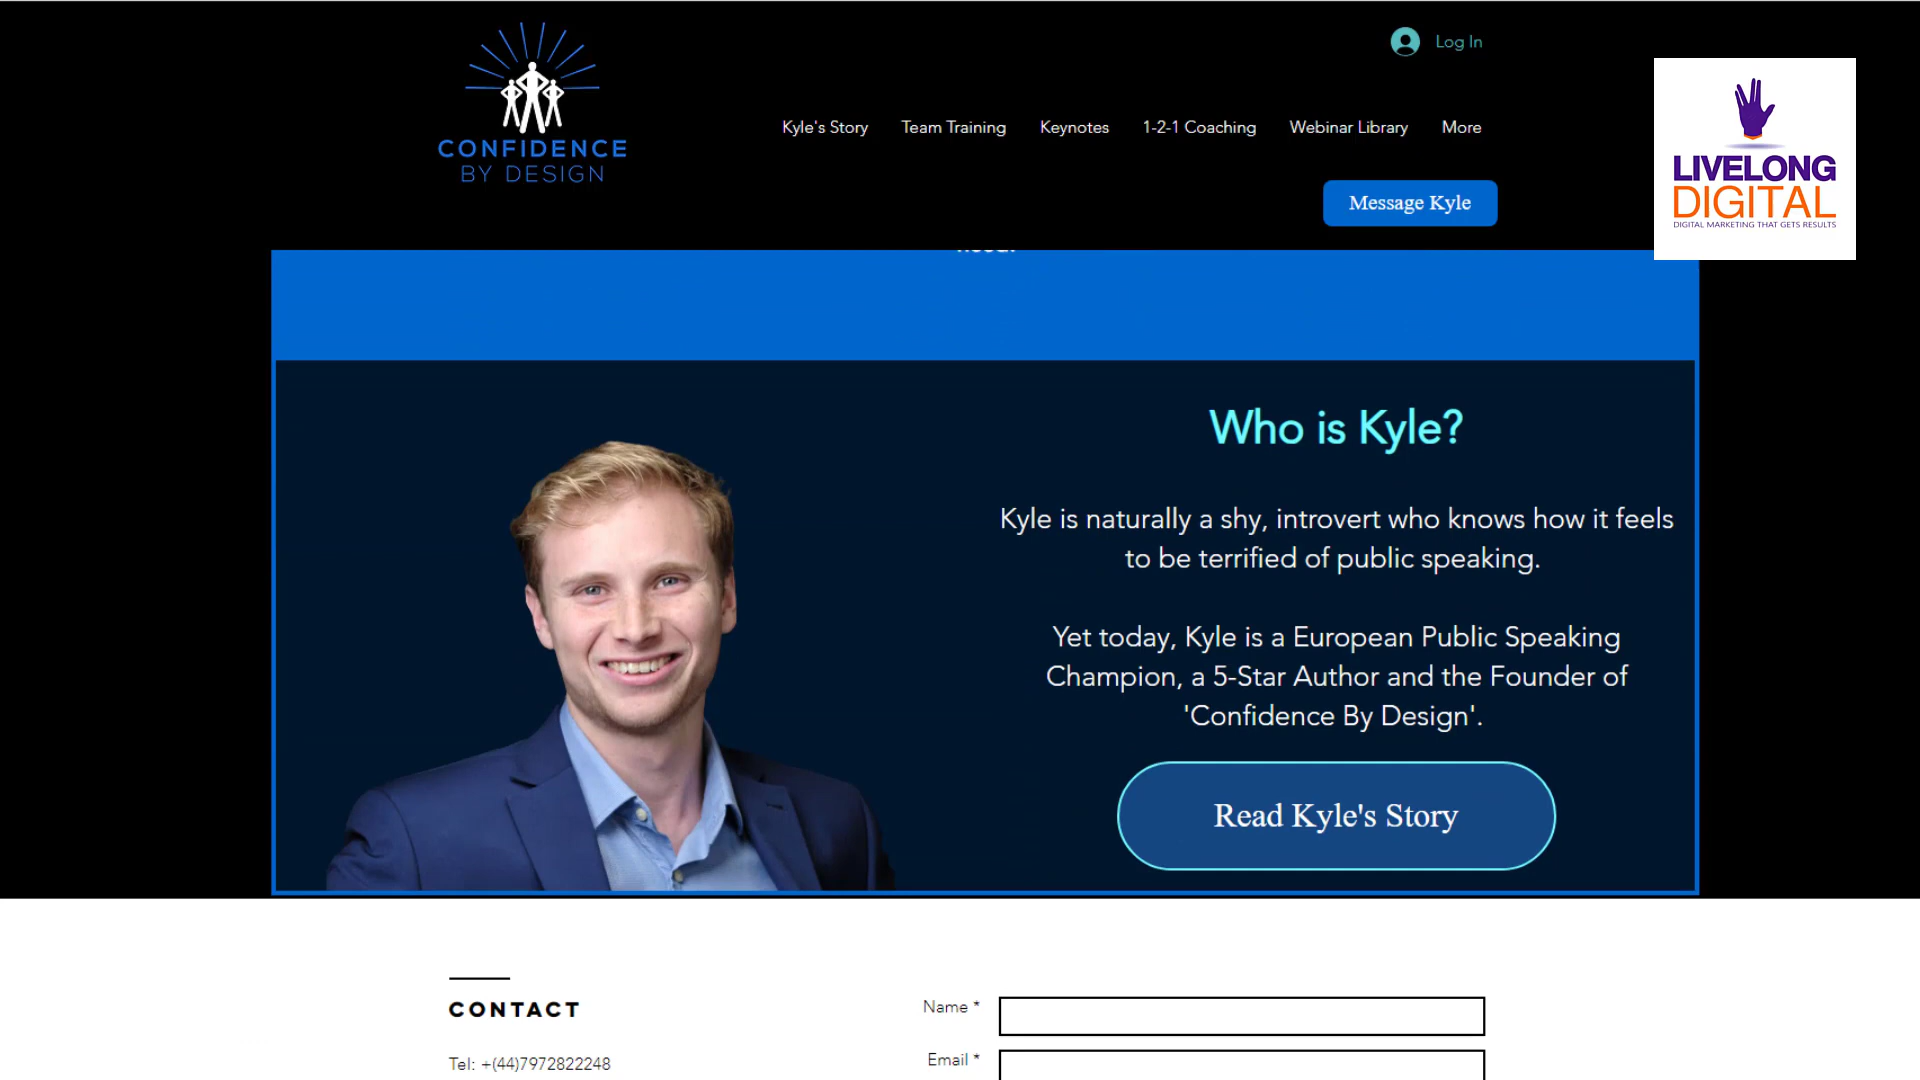 Log In
CONFIDENCE
BY DESIGN
Kyle's Story Team Training Keynotes 1-2-1 Coaching Webinar Library More
Message Kyle
LIVELONG
DIGITAL
DIGITAL MARKETING THAT GETS RESULTS
Who is Kyle?
Kyle is naturally a shy, introvert who knows how it feels
to be terrified of public speaking.
Yet today, Kyle is a European Public Speaking
Champion, a 5-Star Author and the Founder of
'Confidence By Design'.
Read Kyle's Story
CONTACT
Tel: +(44)7972822248
Name *
Email *